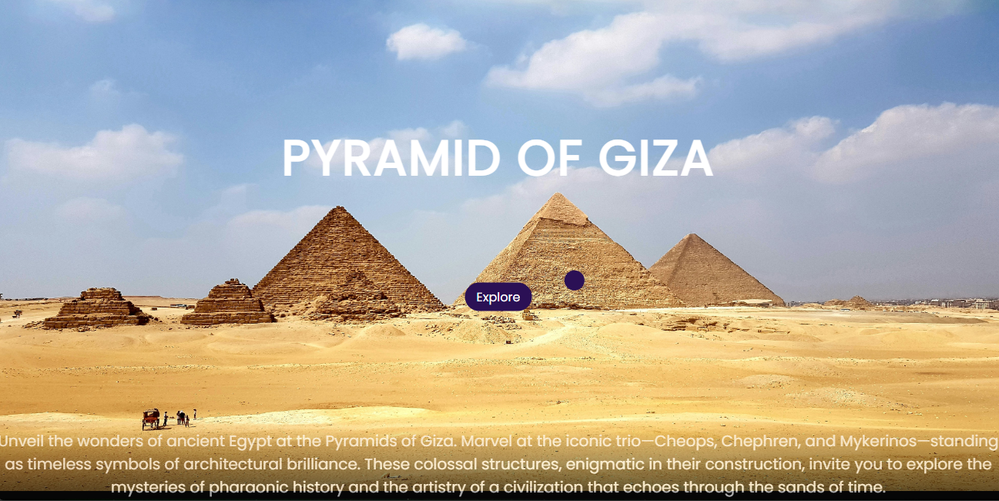 PYRAMID OF GIZA
Explore
Unveil the wonders of ancient Egypt at the Pyramids of Giza. Marvel at the iconic trio—Cheops, Chephren, and Mykerinos—standing
as timeless symbols of architectural brilliance. These colossal structures, enigmatic in their construction, invite you to explore the
mysteries of pharaonic history and the artistry of a civilization that echoes through the sands of time.